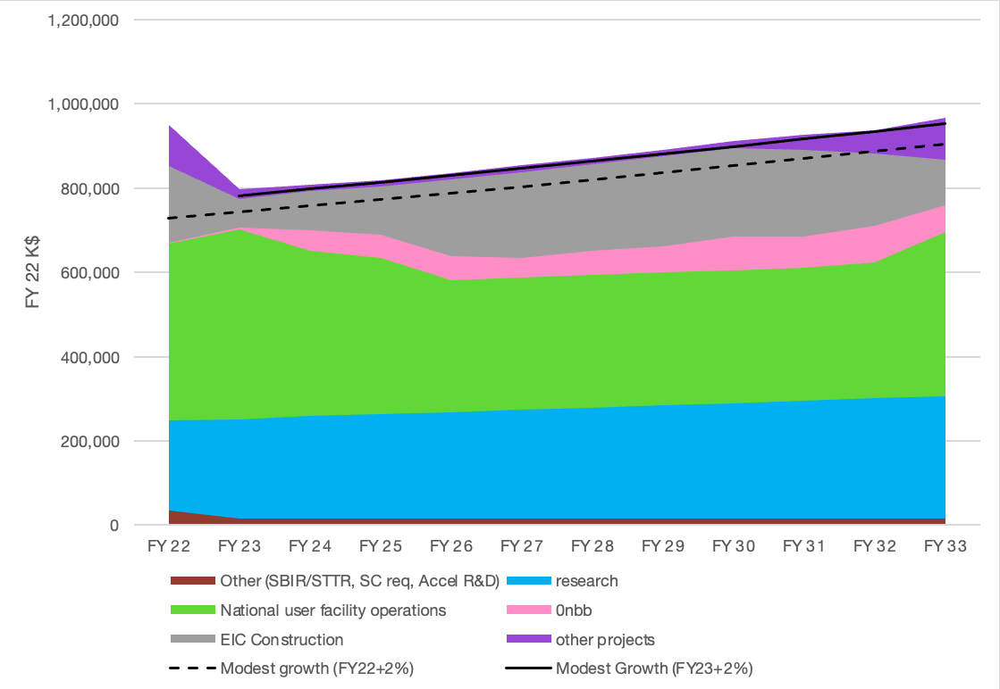 1,200,000
1,000,000
800,000
600,000
400,000
200,000
0
FY 22 K$
FY 22 FY 23 FY 24 FY 25 FY 26 FY 27 FY 28 FY 29 FY 30 FY 31 FY 32 FY 33
Other (SBIR/STTR, SC req, Accel R&D) research
National user facility operations 0nbb
EIC Construction other projects
Modest growth (FY22+2%) Modest Growth (FY23+2%)